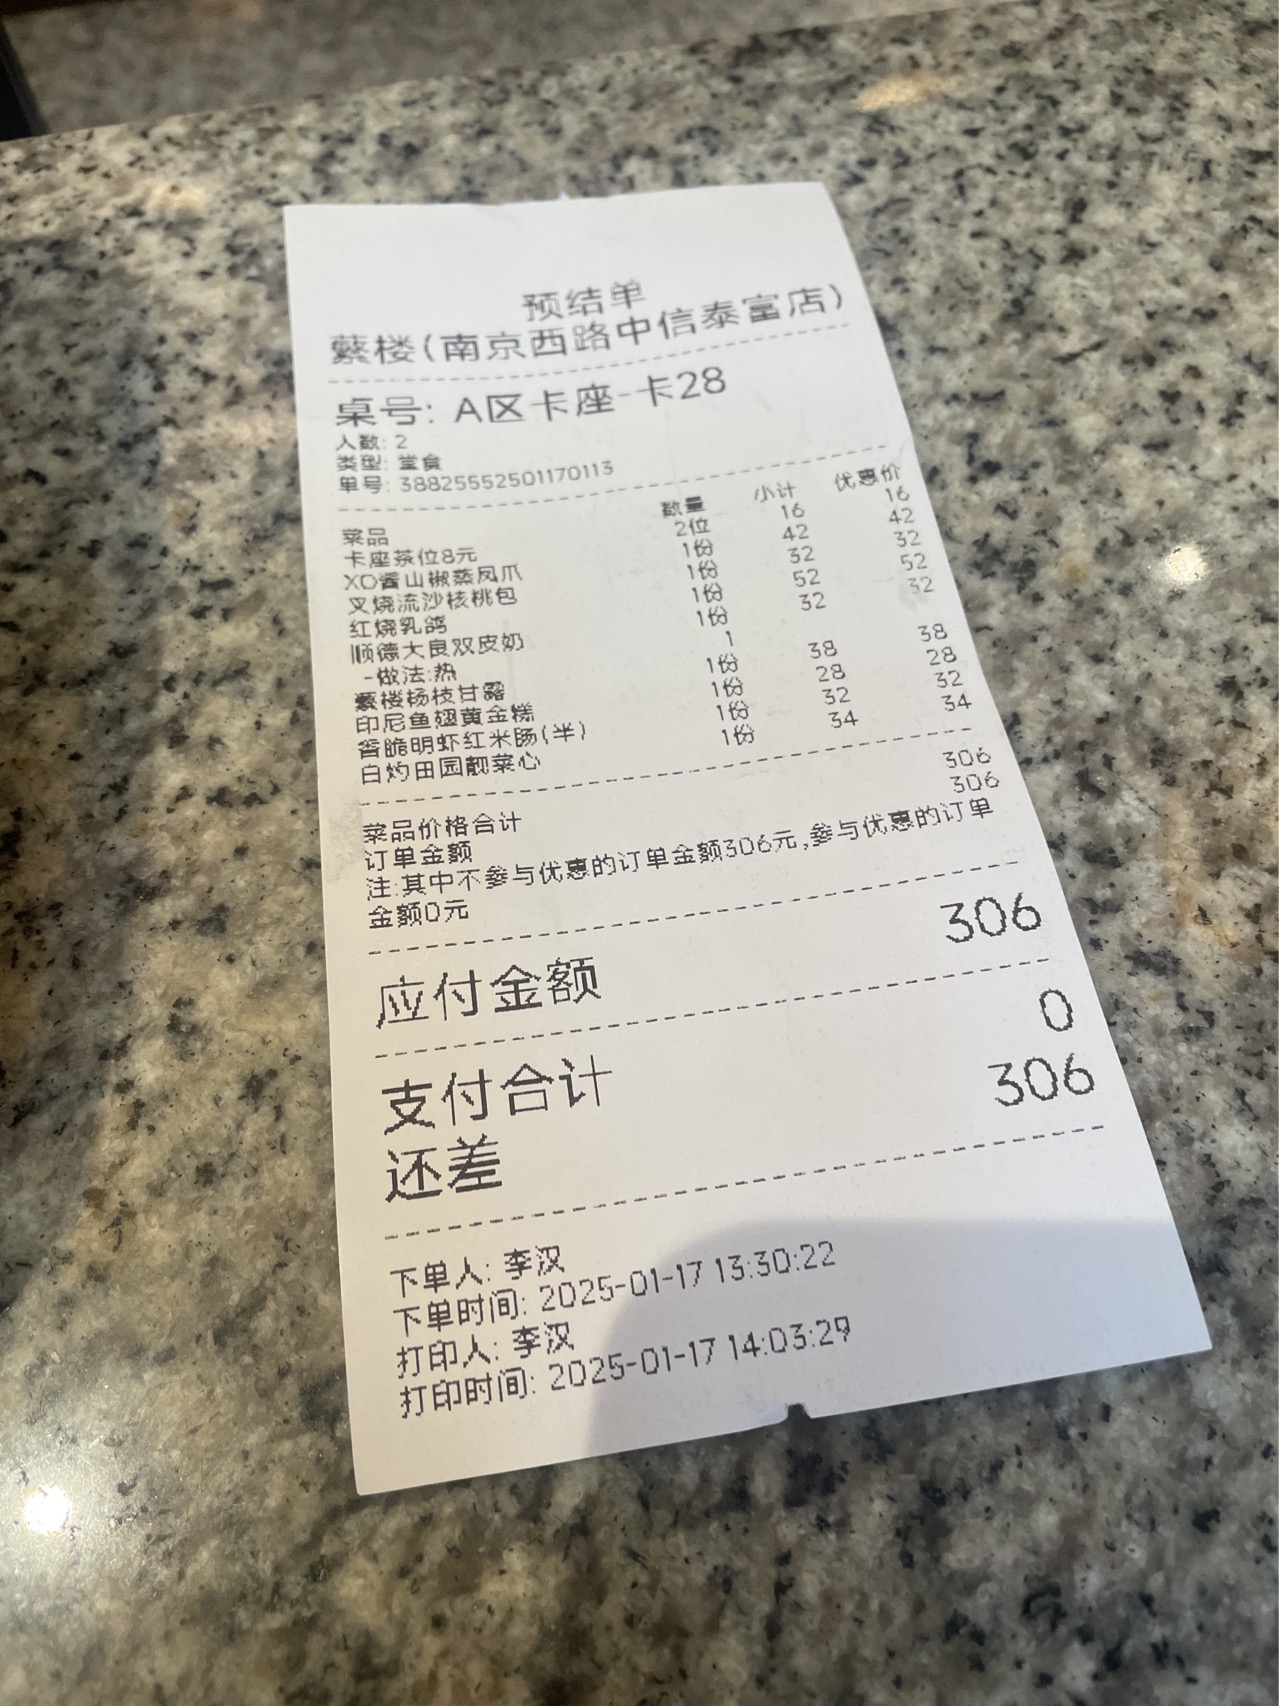 预结单
蘩楼(南京西路中信泰富店)
桌号: A区卡座-卡28
人数: 2
类型: 堂食
单号: 38825552501170113
菜品 数量 小计 优惠价
卡座茶位8元 2位 16 16
XO酱山椒蒸凤爪 1份 42 42
叉烧流沙核桃包 1份 32 32
红烧乳鸽 1份 52 52
顺德大良双皮奶 1份 32 32
-做法:热 1
蘩楼杨枝甘露 1份 38 38
印尼鱼翅黄金糕 1份 28 28
香脆明虾红米肠(半) 1份 32 32
白灼田园靓菜心 1份 34 34
菜品价格合计 306
订单金额 306
注:其中不参与优惠的订单金额306元,参与优惠的订单
金额0元
应付金额 306
支付合计 0
还差 306
下单人: 李汉
下单时间: 2025-01-17 13:30:22
打印人: 李汉
打印时间: 2025-01-17 14:03:29